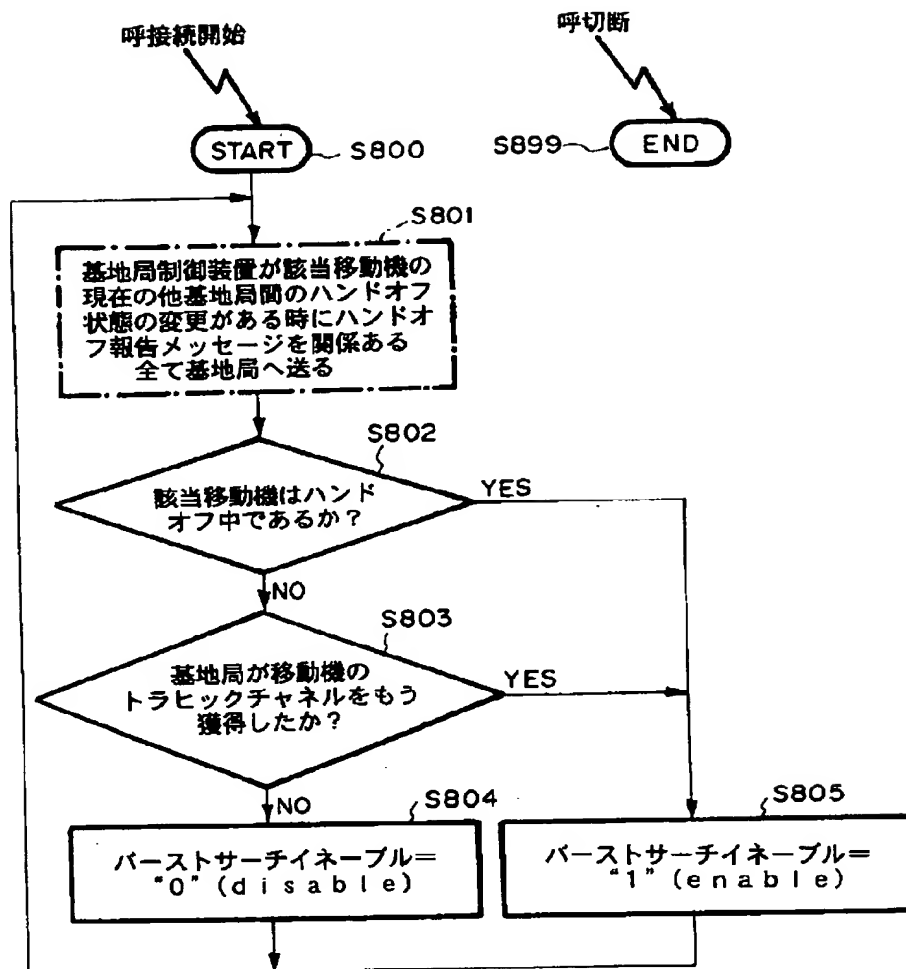 呼接続開始
呼切断
START
S800
S899
END
S801
基地局制御装置が該当移動機の
現在の他基地局間のハンドオフ
状態の変更がある時にハンドオ
フ報告メッセージを関係ある
全て基地局へ送る
S802
該当移動機はハンド
オフ中であるか？
YES
NO
S803
基地局が移動機の
トラヒックチャネルをもう
獲得したか？
YES
NO
S804
バーストサーチイネーブル＝
“0”(disable)
S805
バーストサーチイネーブル＝
“1”(enable)